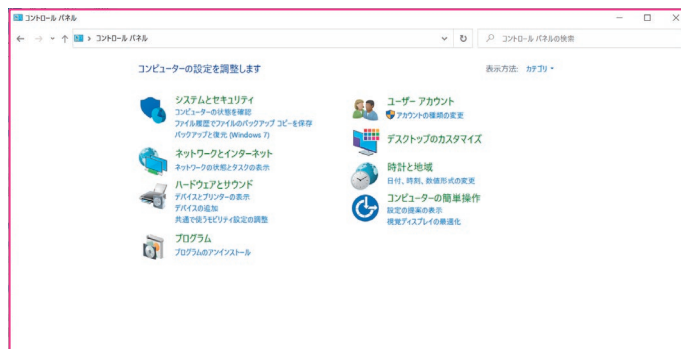 コントロール パネル
コントロール パネル
コントロール パネルの検索
コンピューターの設定を調整します
表示方法: カテゴリ
システムとセキュリティ
コンピューターの状態を確認
ファイル履歴でファイルのバックアップ コピーを保存
バックアップと復元 (Windows 7)
ネットワークとインターネット
ネットワークの状態とタスクの表示
ハードウェアとサウンド
デバイスとプリンターの表示
デバイスの追加
共通で使うモビリティ設定の調整
プログラム
プログラムのアンインストール
ユーザー アカウント
アカウントの種類の変更
デスクトップのカスタマイズ
時計と地域
日付、時刻、数値形式の変更
コンピューターの簡単操作
設定の提案の表示
視覚ディスプレイの最適化